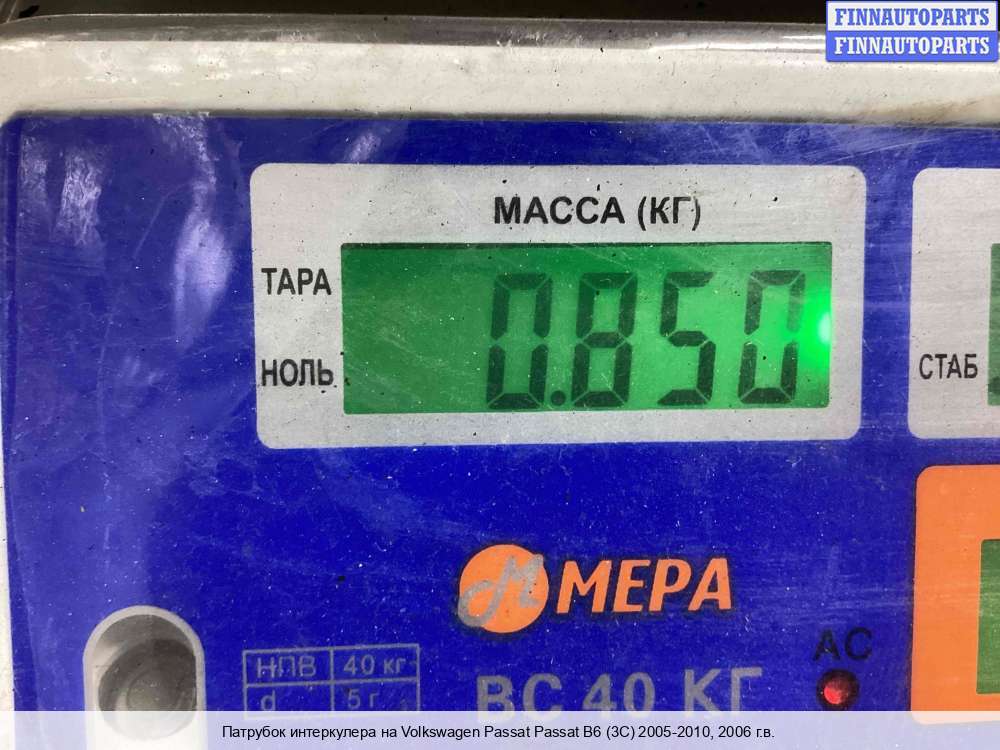 FINNAUTOPARTS
FINNAUTOPARTS
МАССА (КГ)
ТАРА
0.850
НОЛЬ
СТАБ
М МЕРА
АС
НПВ 40 кг
d 5 г
ВС 40 КГ
Патрубок интеркулера на Volkswagen Passat Passat B6 (3C) 2005-2010, 2006 г.в.